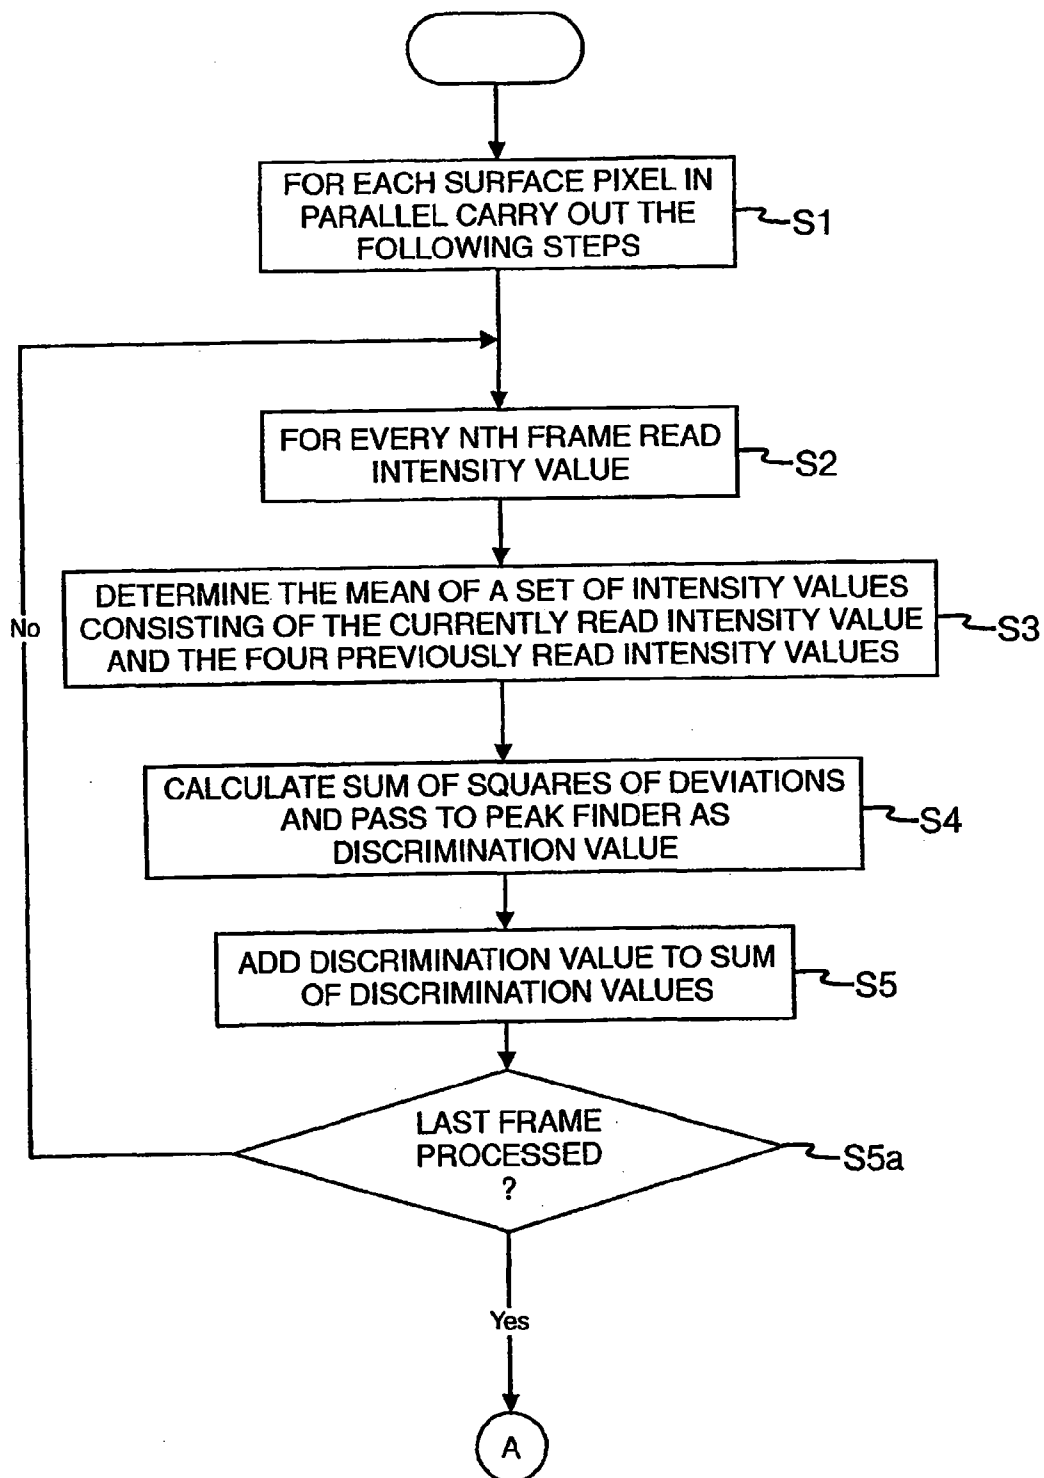 FOR EACH SURFACE PIXEL IN
PARALLEL CARRY OUT THE
FOLLOWING STEPS
S1
FOR EVERY NTH FRAME READ
INTENSITY VALUE
S2
DETERMINE THE MEAN OF A SET OF INTENSITY VALUES
CONSISTING OF THE CURRENTLY READ INTENSITY VALUE
AND THE FOUR PREVIOUSLY READ INTENSITY VALUES
S3
No
CALCULATE SUM OF SQUARES OF DEVIATIONS
AND PASS TO PEAK FINDER AS
DISCRIMINATION VALUE
S4
ADD DISCRIMINATION VALUE TO SUM
OF DISCRIMINATION VALUES
S5
LAST FRAME
PROCESSED
?
S5a
Yes
A